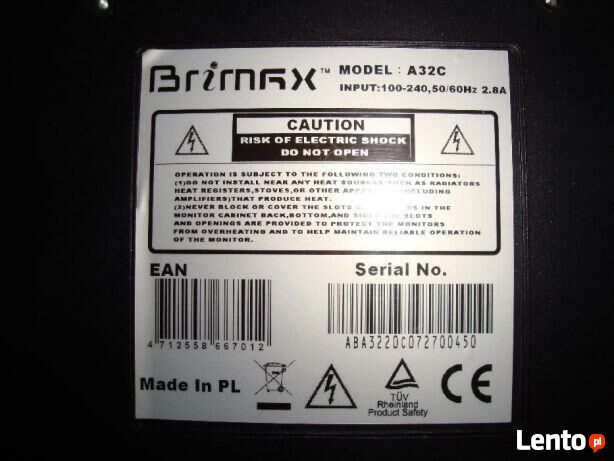 BrimAX™ MODEL : A32C
INPUT:100-240,50/60Hz 2.8A
CAUTION
RISK OF ELECTRIC SHOCK
DO NOT OPEN
OPERATION IS SUBJECT TO THE FOLLOWING TWO CONDITIONS:
(1)DO NOT INSTALL NEAR ANY HEAT SOURCES SUCH AS RADIATORS
HEAT REGISTERS,STOVES,OR OTHER (INCLUDING
AMPLIFIERS)THAT PRODUCE HEAT.
(2)NEVER BLOCK OR COVER THE SLOTS IN THE
MONITOR CABINET BACK,BOTTOM,AND SLOTS
AND OPENINGS ARE PROVIDED TO PROTECT THE MONITORS
FROM OVERHEATING AND TO HELP MAINTAIN RELIABLE OPERATION
OF THE MONITOR.
EAN
Serial No.
4 712558 667012
ABA3220C072700450
Made In PL
TÜV
Rheinland
Product Safety
CE
Lento.pl